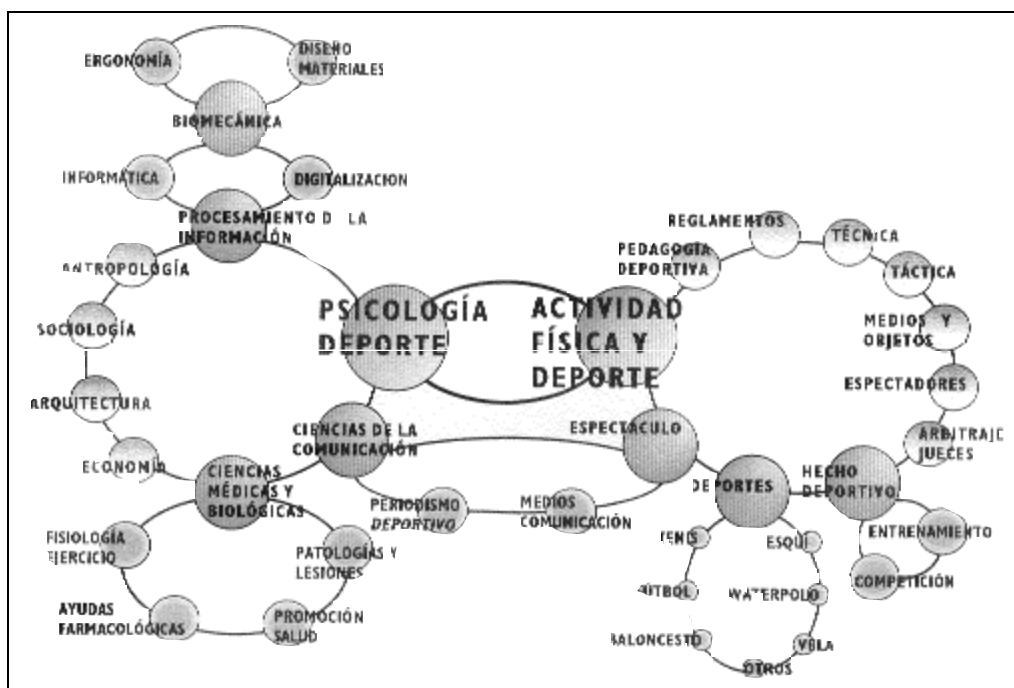 ERGONOMÍA
DISEÑO
MATERIALES
BIOMECÁNICA
INFORMÁTICA
DIGITALIZACION
PROCESAMIENTO D LA
INFORMACIÓN
ANTROPOLOGÍA
SOCIOLOGÍA
ARQUITECTURA
ECONOMÍA
PSICOLOGÍA
DEPORTE
ACTIVIDAD
FÍSICA Y
DEPORTE
PEDAGOGÍA
DEPORTIVA
REGLAMENTOS
TÉCNICA
TÁCTICA
MEDIOS Y
OBJETOS
ESPECTADORES
ARBITRAJE
JUECES
HECHO
DEPORTIVO
ENTRENAMIENTO
COMPETICIÓN
ESPECTÁCULO
DEPORTES
TENIS
ESQUÍ
FÚTBOL
WATERPOLO
BALONCESTO
VELA
OTROS
CIENCIAS DE LA
COMUNICACIÓN
PERIODISMO
DEPORTIVO
MEDIOS
COMUNICACIÓN
CIENCIAS
MÉDICAS Y
BIOLÓGICAS
FISIOLOGÍA
EJERCICIO
PATOLOGÍAS Y
LESIONES
AYUDAS
FARMACOLÓGICAS
PROMOCIÓN
SALUD